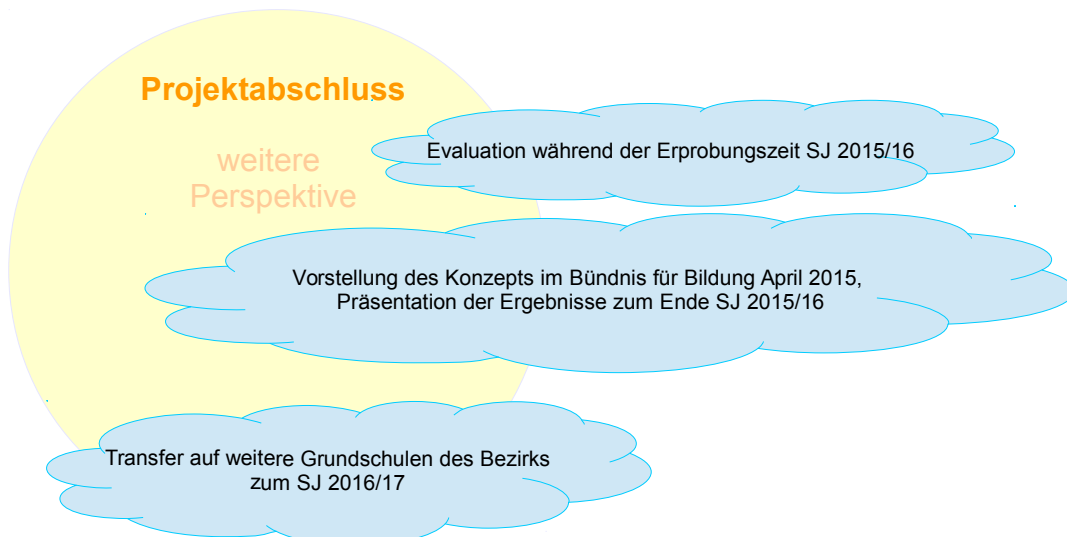 Projektabschluss
weitere
Perspektive
Evaluation während der Erprobungszeit SJ 2015/16
Vorstellung des Konzepts im Bündnis für Bildung April 2015,
Präsentation der Ergebnisse zum Ende SJ 2015/16
Transfer auf weitere Grundschulen des Bezirks
zum SJ 2016/17